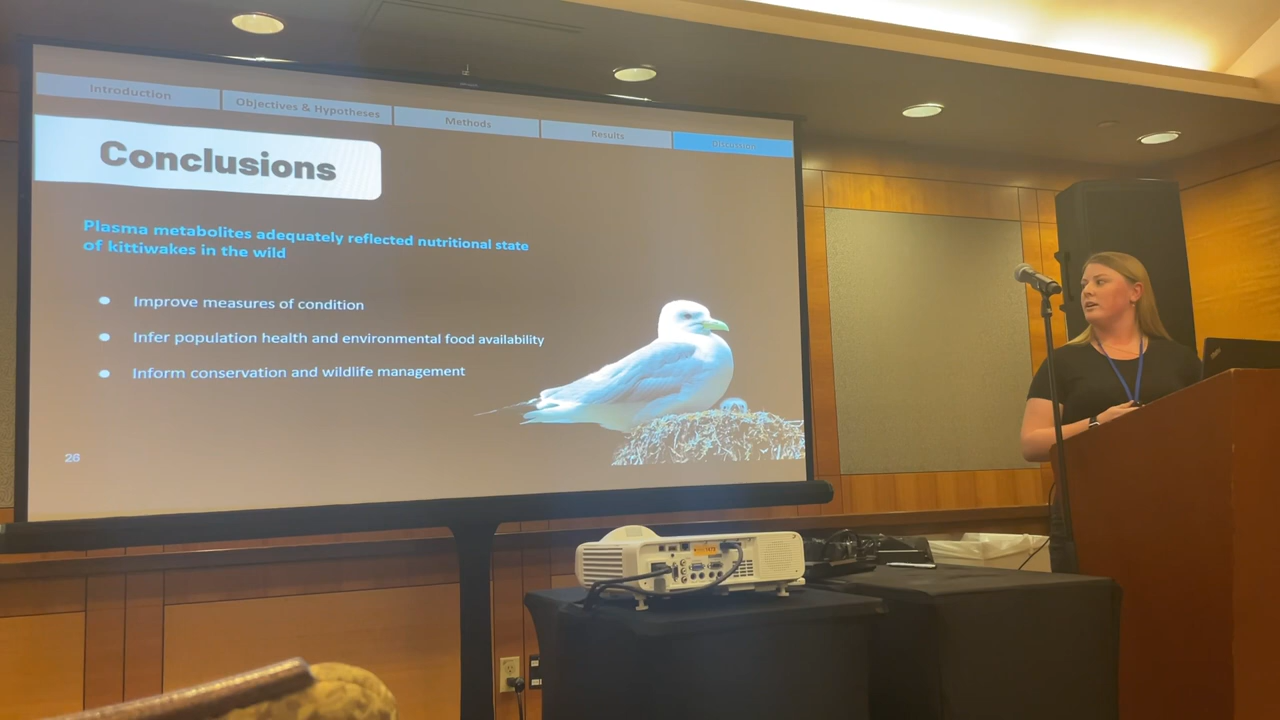 Introduction
Objectives & Hypotheses
Methods
Results
Discussion
Conclusions
Plasma metabolites adequately reflected nutritional state
of kittiwakes in the wild
● Improve measures of condition
● Infer population health and environmental food availability
● Inform conservation and wildlife management
26